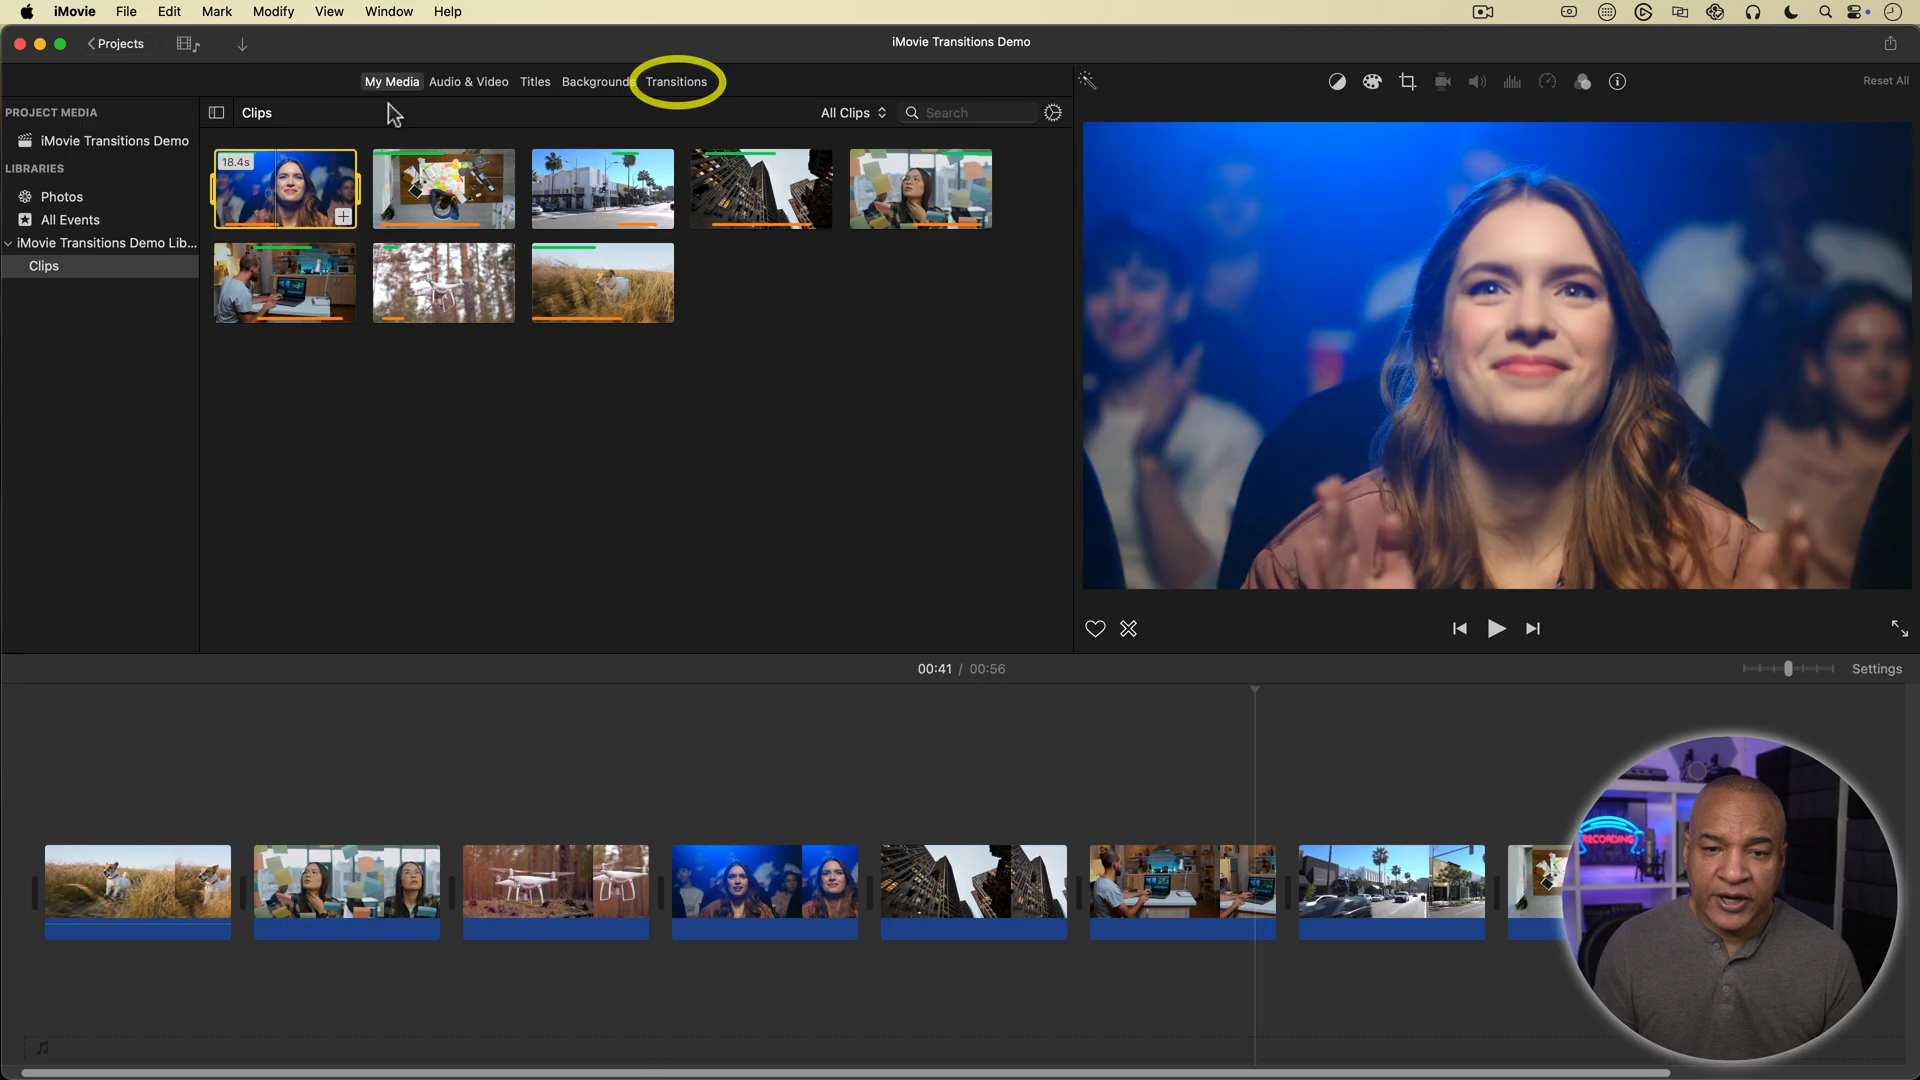 iMovie File Edit Mark Modify View Window Help
Projects
iMovie Transitions Demo
My Media Audio & Video Titles Backgrounds Transitions
Reset All
PROJECT MEDIA
Clips
All Clips
Search
iMovie Transitions Demo
LIBRARIES
Photos
All Events
iMovie Transitions Demo Lib...
Clips
18.4s
00:41 / 00:56
Settings
RECORDING